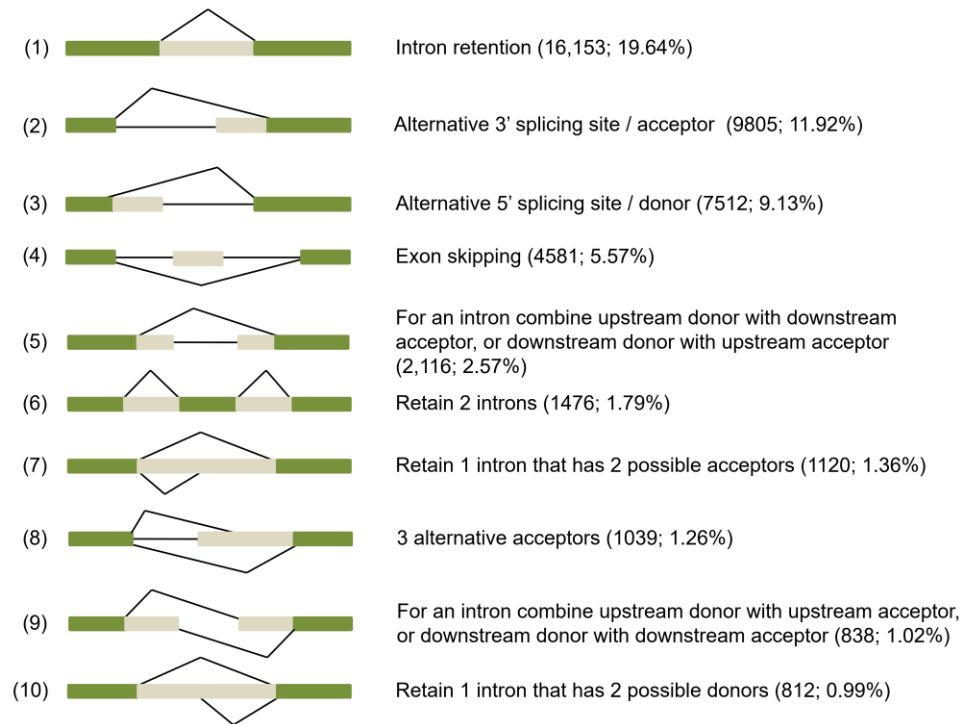 (1) Intron retention (16,153; 19.64%)
(2) Alternative 3' splicing site / acceptor (9805; 11.92%)
(3) Alternative 5' splicing site / donor (7512; 9.13%)
(4) Exon skipping (4581; 5.57%)
For an intron combine upstream donor with downstream
(5) acceptor, or downstream donor with upstream acceptor
(2,116; 2.57%)
(6) Retain 2 introns (1476; 1.79%)
(7) Retain 1 intron that has 2 possible acceptors (1120; 1.36%)
(8) 3 alternative acceptors (1039; 1.26%)
(9) For an intron combine upstream donor with upstream acceptor,
or downstream donor with downstream acceptor (838; 1.02%)
(10) Retain 1 intron that has 2 possible donors (812; 0.99%)